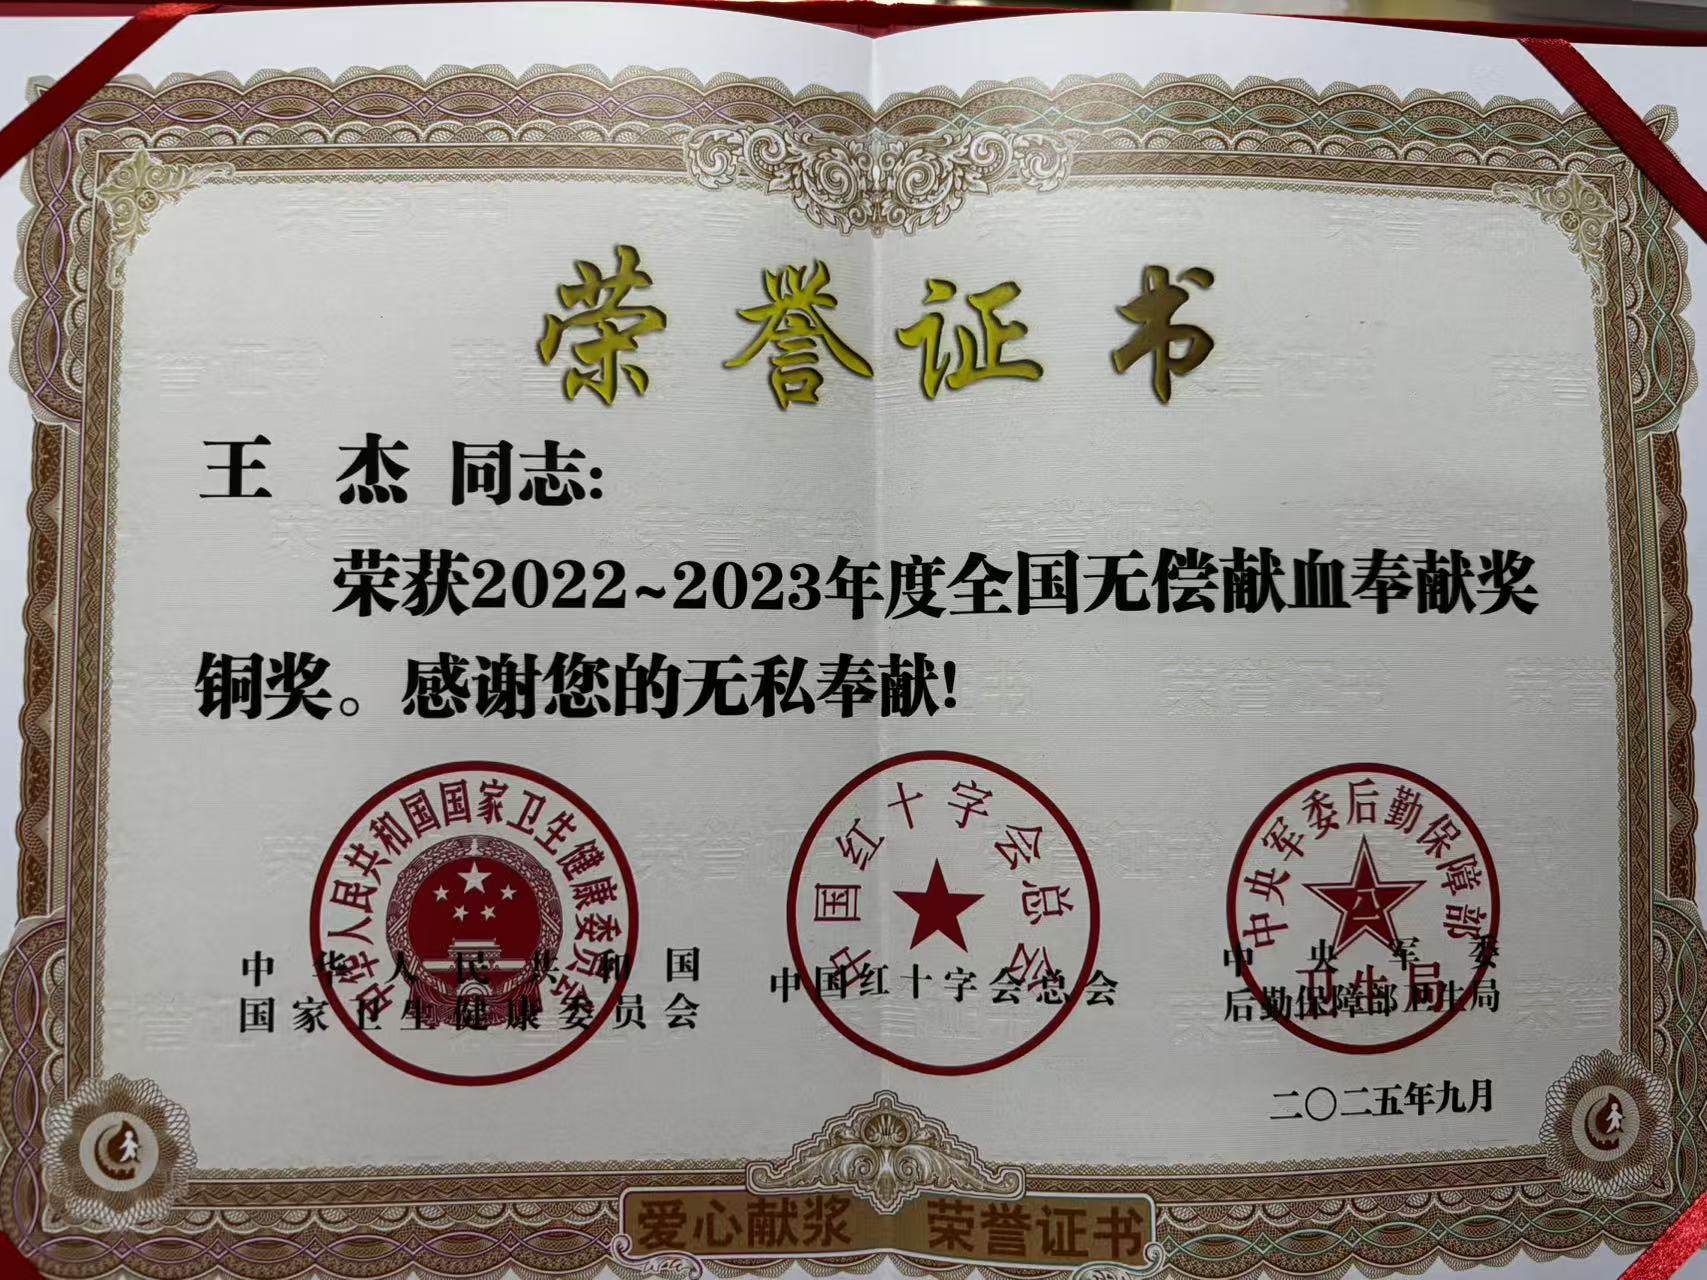 荣誉证书
王 杰 同志:
荣获2022~2023年度全国无偿献血奉献奖
铜奖。感谢您的无私奉献!
中华人民共和国国家卫生健康委员会
中国红十字会总会
中央军委后勤保障部
卫生局
中华人民共和国
国家卫生健康委员会
中国红十字会总会
中央军委
后勤保障部卫生局
二〇二五年九月
爱心献浆 荣誉证书